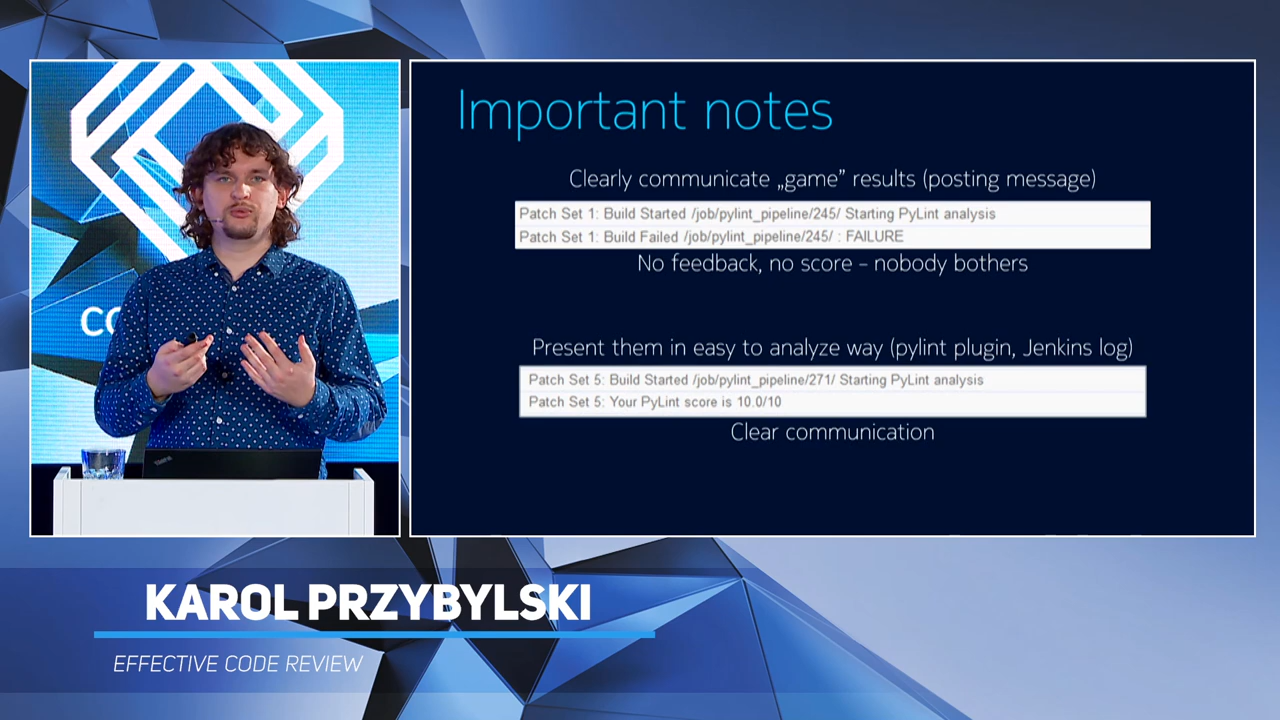 Important notes
Clearly communicate „game” results (posting message)
Patch Set 1: Build Started /job/pylint_pipeline/245/ Starting PyLint analysis
Patch Set 1: Build Failed /job/pylint_pipeline/245/ : FAILURE
No feedback, no score – nobody bothers
Present them in easy to analyze way (pylint plugin, Jenkins log)
Patch Set 5: Build Started /job/pylint_pipeline/271/ Starting PyLint analysis
Patch Set 5: Your PyLint score is 10.0/10
Clear communication
KAROL PRZYBYLSKI
EFFECTIVE CODE REVIEW